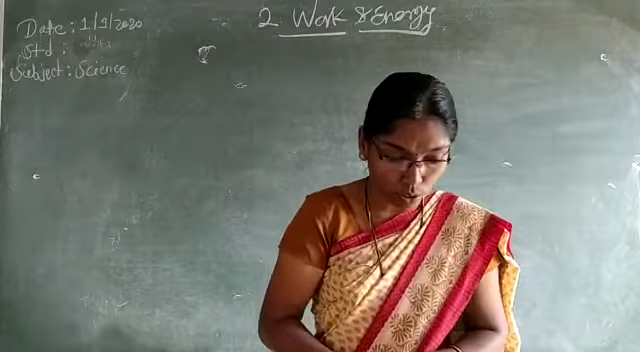 Date: 1/9/2020
Std:
Subject: Science
2. Work & Energy